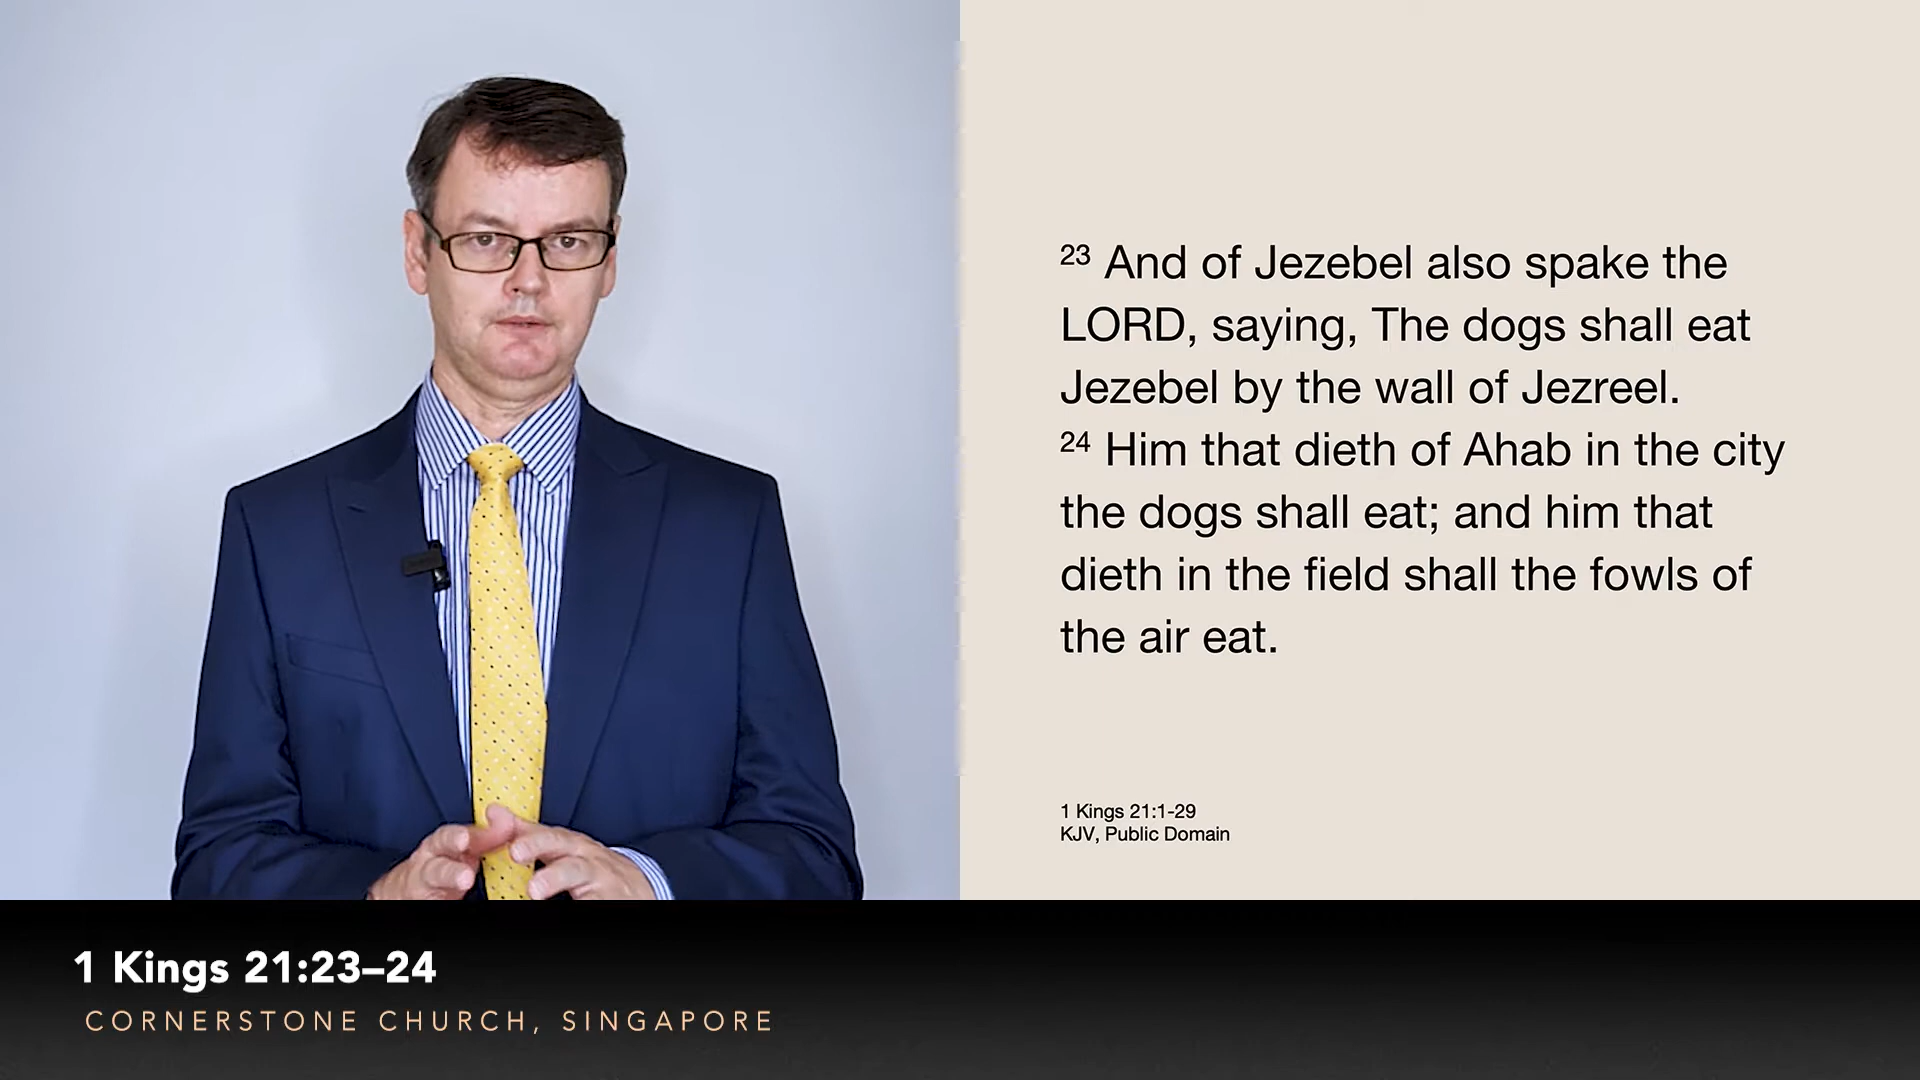 23 And of Jezebel also spake the
LORD, saying, The dogs shall eat
Jezebel by the wall of Jezreel.
24 Him that dieth of Ahab in the city
the dogs shall eat; and him that
dieth in the field shall the fowls of
the air eat.
1 Kings 21:1-29
KJV, Public Domain
1 Kings 21:23–24
CORNERSTONE CHURCH, SINGAPORE